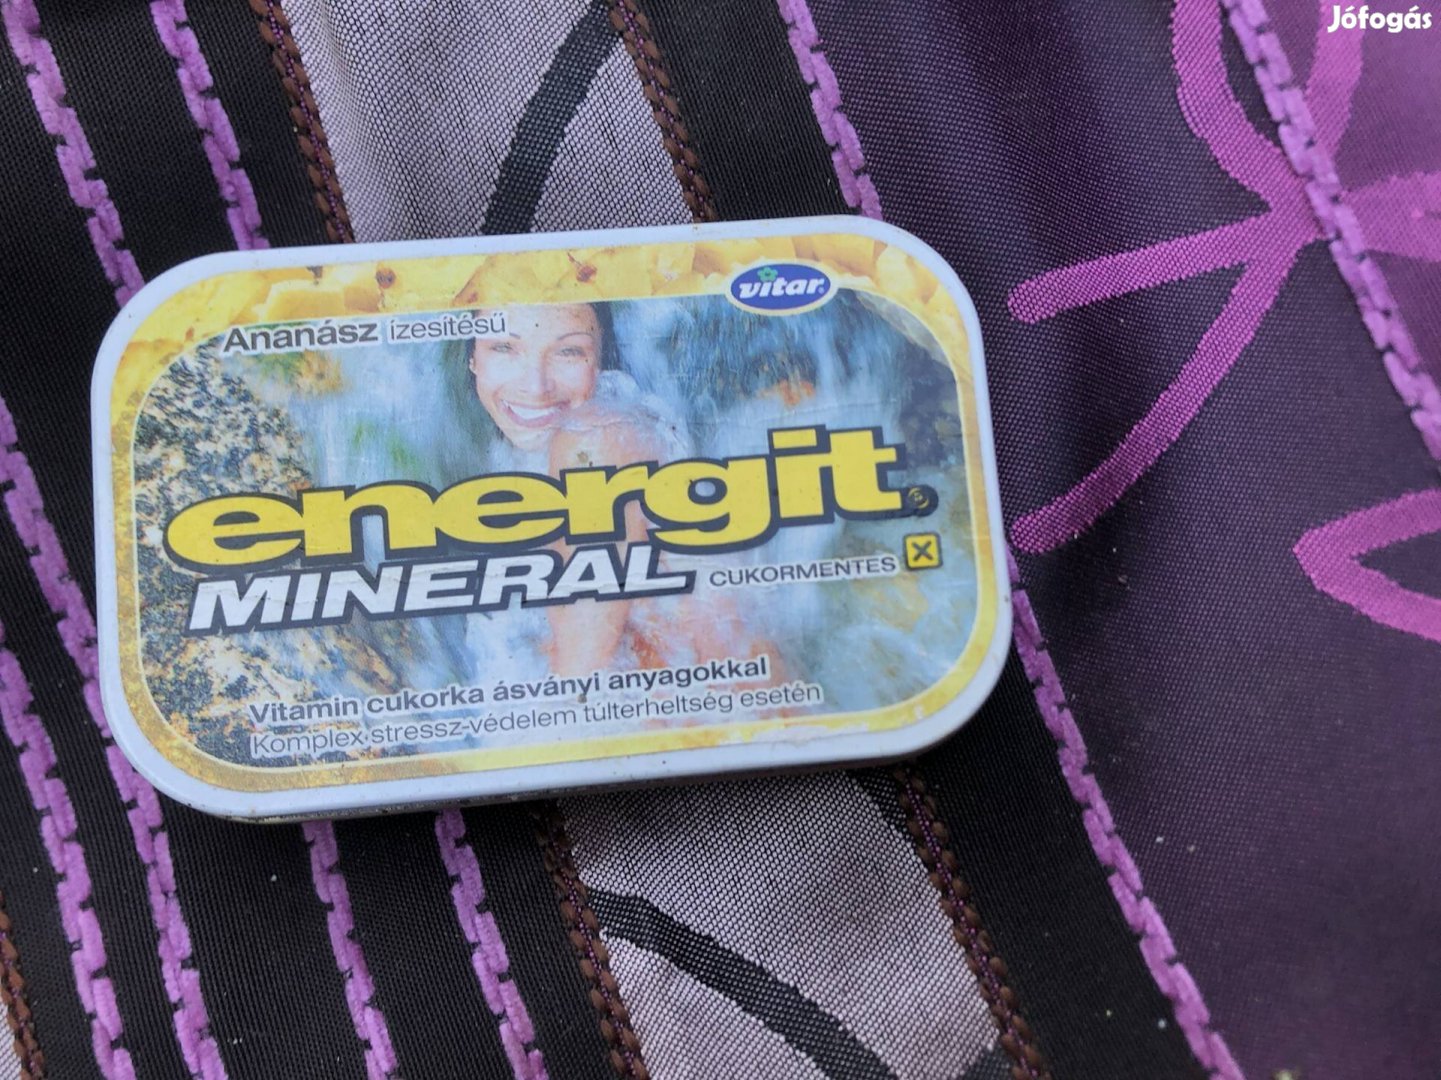 Jófogás
vitar
Ananász ízesítésű
energit
MINERAL CUKORMENTES X
Vitamin cukorka ásványi anyagokkal
Komplex stressz-védelem túlterheltség esetén